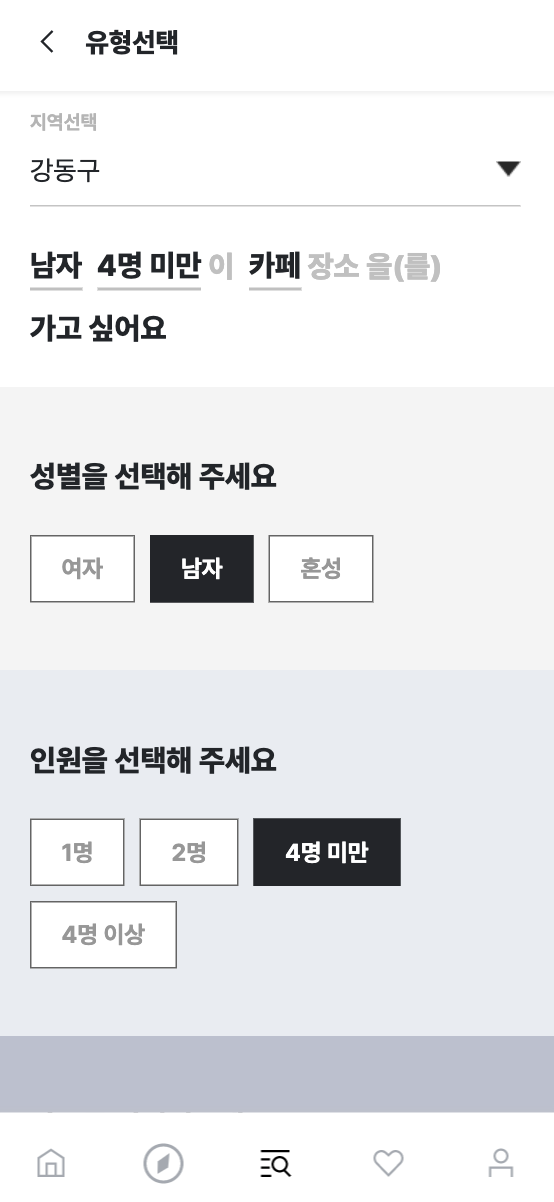 유형선택
지역선택
강동구
남자 4명 미만 이 카페 장소 을(를)
가고 싶어요
성별을 선택해 주세요
여자 남자 혼성
인원을 선택해 주세요
1명 2명 4명 미만
4명 이상